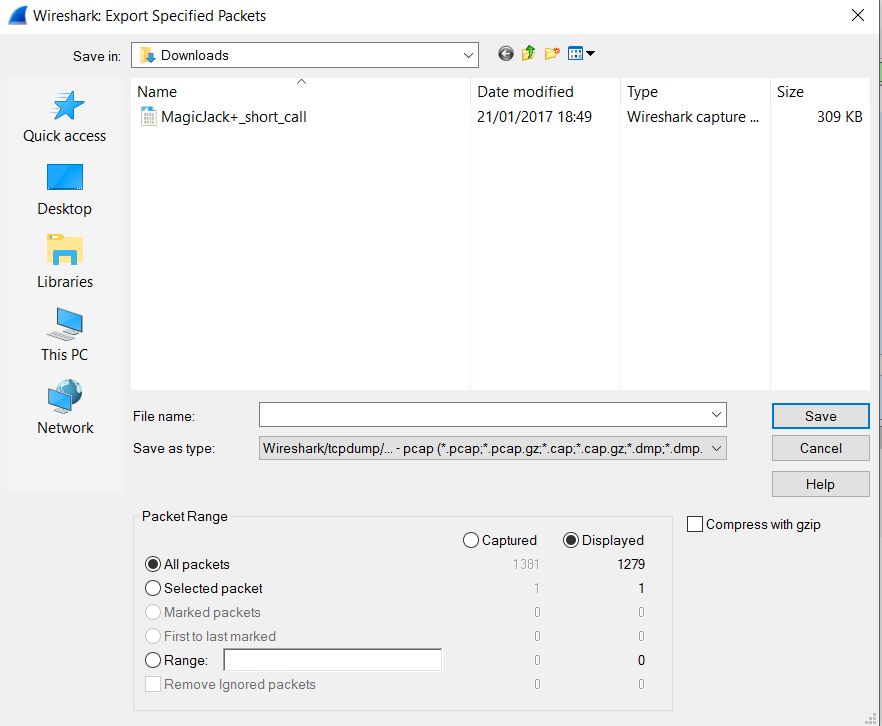 Wireshark: Export Specified Packets
Save in: Downloads
Name Date modified Type Size
MagicJack+_short_call 21/01/2017 18:49 Wireshark capture ... 309 KB
Quick access
Desktop
Libraries
This PC
Network
File name: Save
Save as type: Wireshark/tcpdump/... - pcap (*.pcap;*.pcap.gz;*.cap;*.cap.gz;*.dmp;*.dmp. Cancel
Help
Packet Range
Compress with gzip
Captured Displayed
All packets 1381 1279
Selected packet 1 1
Marked packets 0 0
First to last marked 0 0
Range: 0 0
Remove Ignored packets 0 0